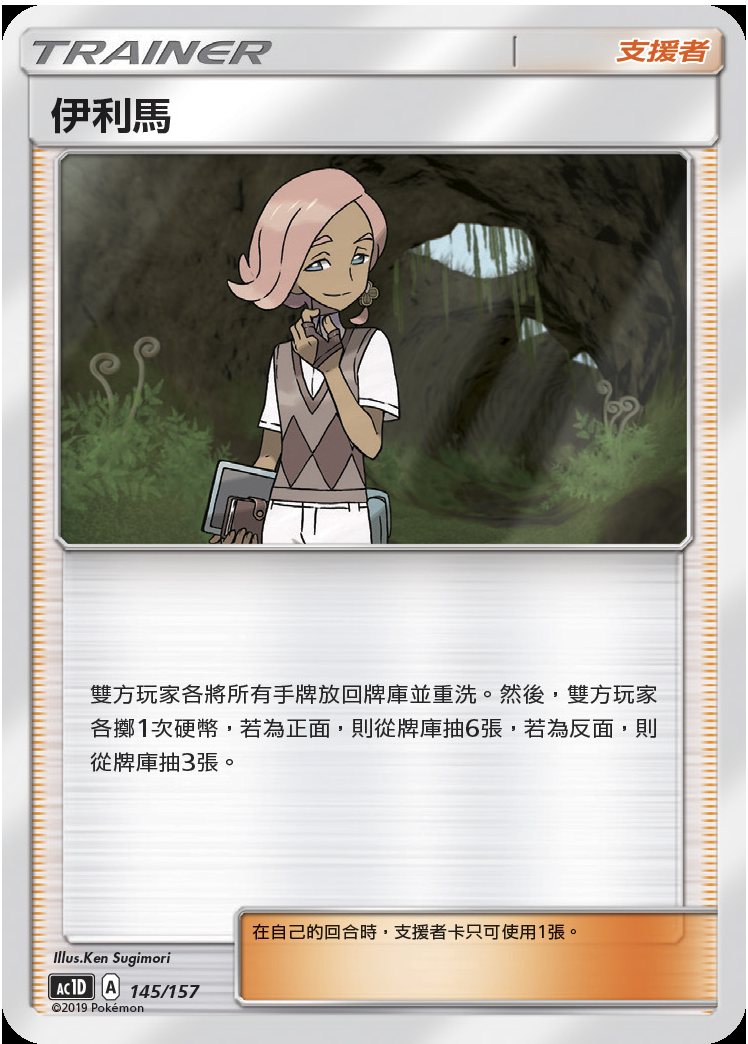 TRAINER
支援者
伊利馬
雙方玩家各將所有手牌放回牌庫並重洗。然後，雙方玩家
各擲1次硬幣，若為正面，則從牌庫抽6張，若為反面，則
從牌庫抽3張。
在自己的回合時，支援者卡只可使用1張。
Illus.Ken Sugimori
AC1D A 145/157
©2019 Pokémon